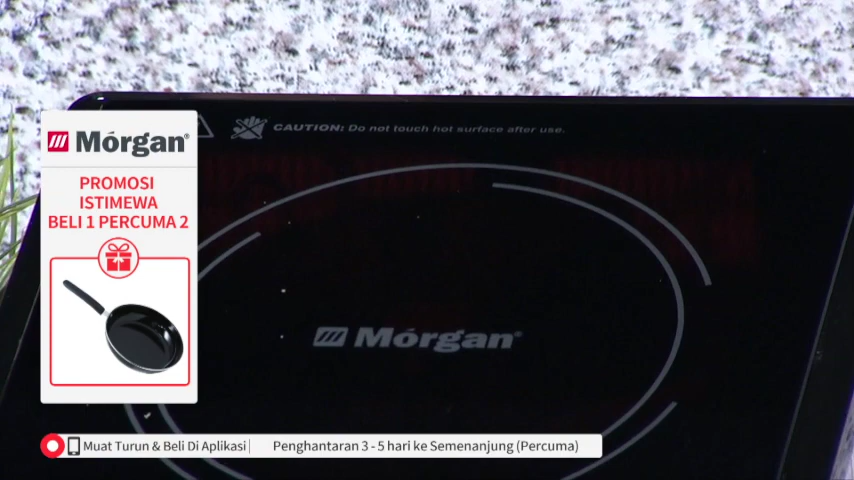 CAUTION: Do not touch hot surface after use.
Mórgan®
PROMOSI
ISTIMEWA
BELI 1 PERCUMA 2
Mórgan®
Muat Turun & Beli Di Aplikasi
Penghantaran 3 - 5 hari ke Semenanjung (Percuma)